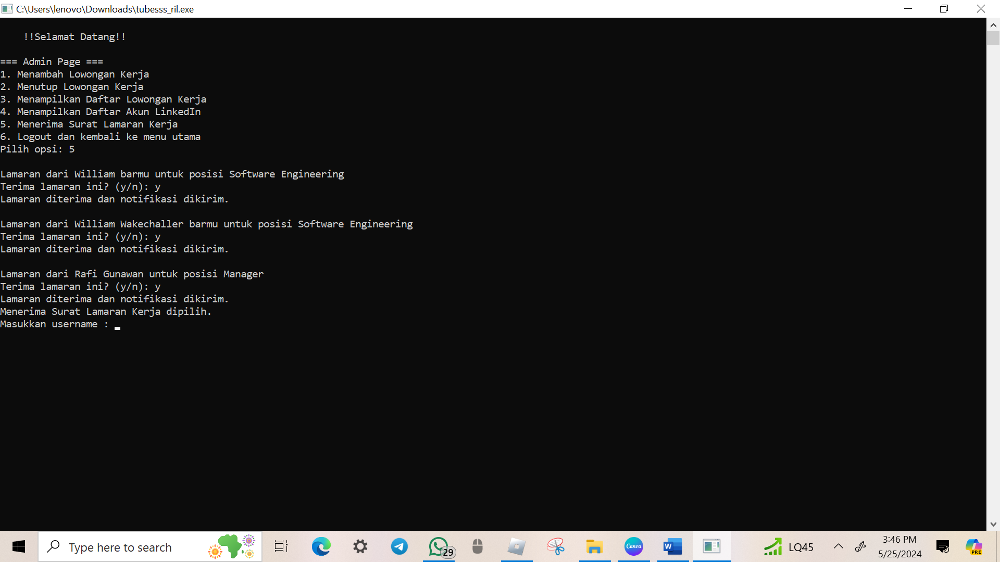 C:\Users\lenovo\Downloads\tubesss_ril.exe
!!Selamat Datang!!
=== Admin Page ===
1. Menambah Lowongan Kerja
2. Menutup Lowongan Kerja
3. Menampilkan Daftar Lowongan Kerja
4. Menampilkan Daftar Akun LinkedIn
5. Menerima Surat Lamaran Kerja
6. Logout dan kembali ke menu utama
Pilih opsi: 5
Lamaran dari William barmu untuk posisi Software Engineering
Terima lamaran ini? (y/n): y
Lamaran diterima dan notifikasi dikirim.
Lamaran dari William Wakechaller barmu untuk posisi Software Engineering
Terima lamaran ini? (y/n): y
Lamaran diterima dan notifikasi dikirim.
Lamaran dari Rafi Gunawan untuk posisi Manager
Terima lamaran ini? (y/n): y
Lamaran diterima dan notifikasi dikirim.
Menerima Surat Lamaran Kerja dipilih.
Masukkan username :
Type here to search
29
Canva
W
LQ45
3:46 PM
5/25/2024
PRE